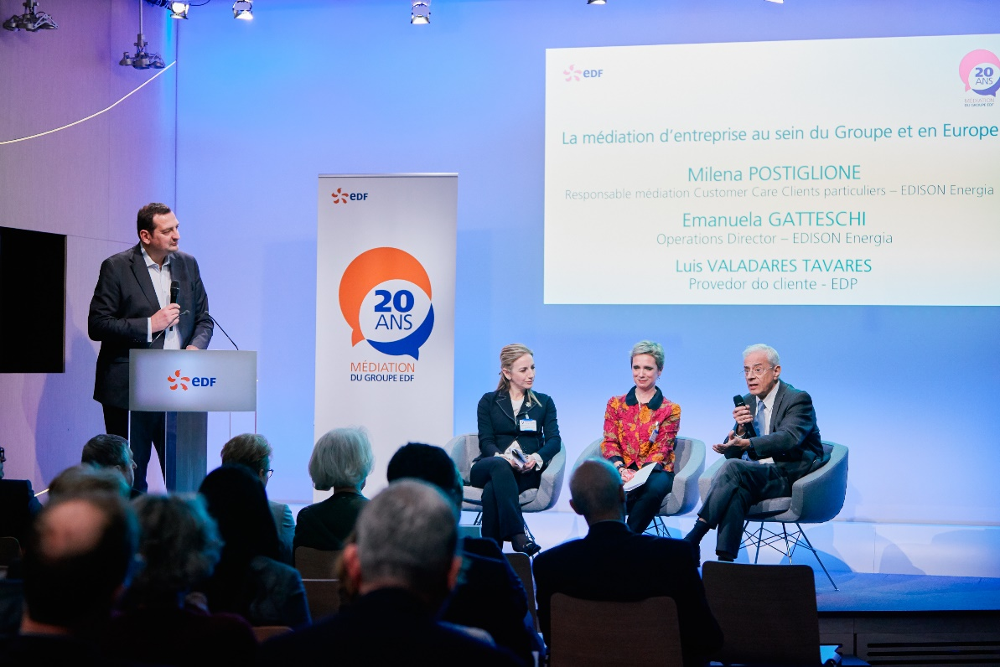 eDF
20
ANS
MÉDIATION
DU GROUPE EDF
La médiation d'entreprise au sein du Groupe et en Europe
Milena POSTIGLIONE
Responsable médiation Customer Care Clients particuliers – EDISON Energia
Emanuela GATTESCHI
Operations Director – EDISON Energia
Luis VALADARES TAVARES
Provedor do cliente - EDP
eDF
20
ANS
MÉDIATION
DU GROUPE EDF
eDF